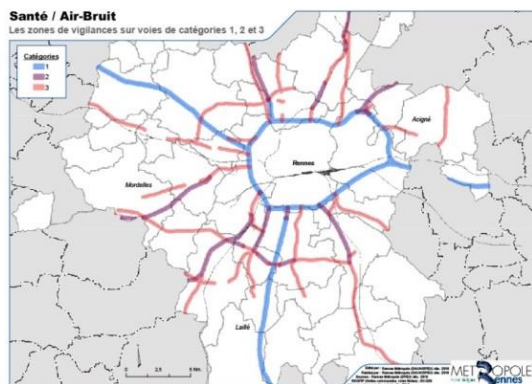 Santé / Air-Bruit
Les zones de vigilances sur voies de catégories 1, 2 et 3
Catégories
1
2
3
Acigné
Rennes
Mordelles
Laillé
METROPOLE
Rennes